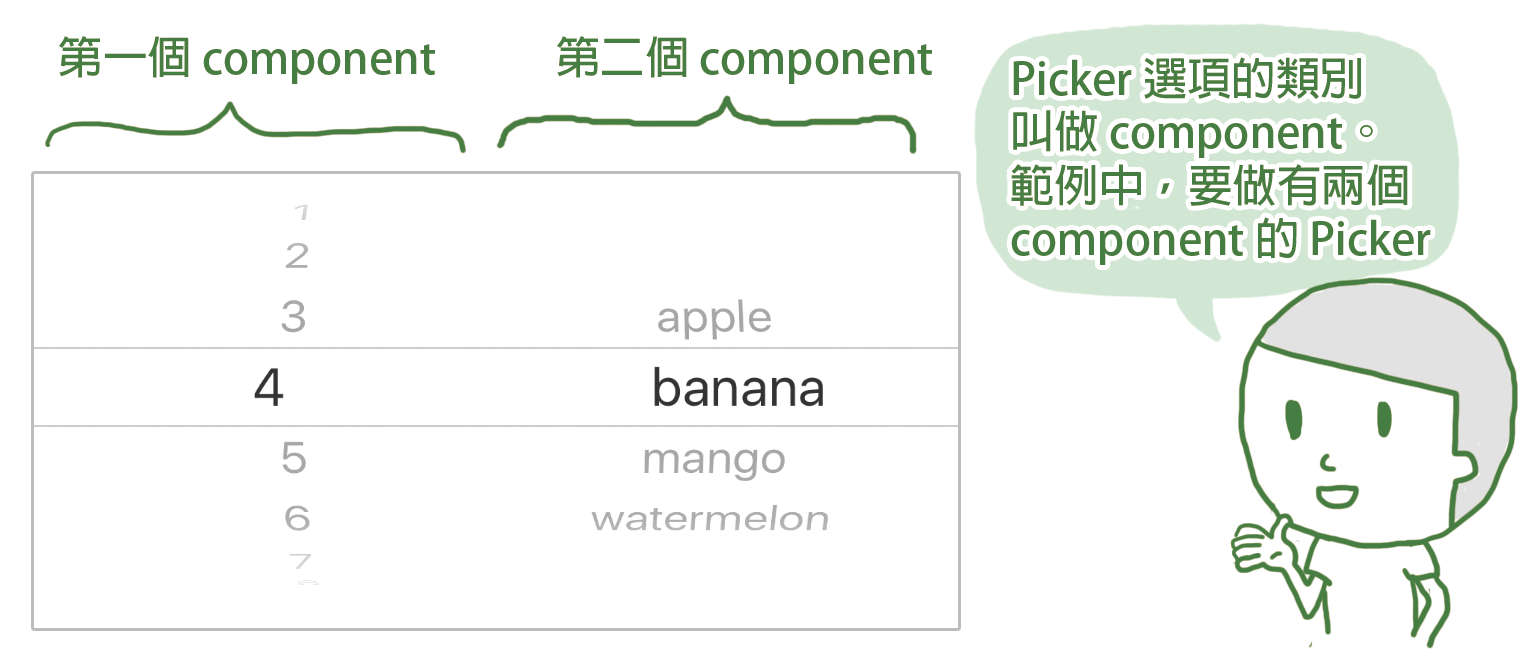 第一個 component
第二個 component
Picker 選項的類別
叫做 component。
範例中，要做有兩個
component 的 Picker
1
2
3 apple
4 banana
5 mango
6 watermelon
7